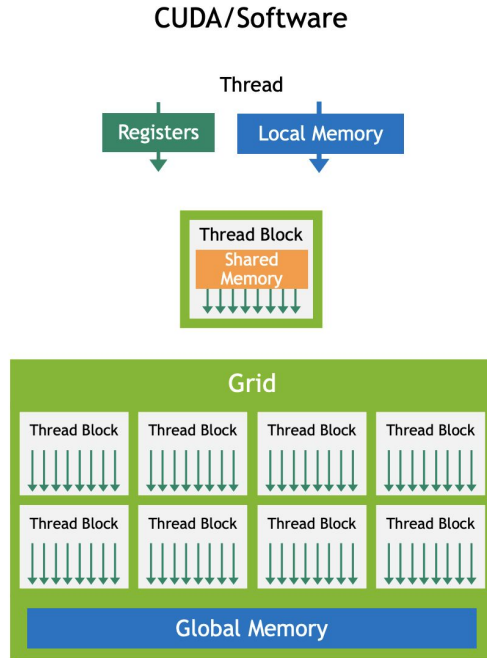 CUDA/Software
Thread
Registers
Local Memory
Thread Block
Shared
Memory
Grid
Thread Block
Thread Block
Thread Block
Thread Block
Thread Block
Thread Block
Thread Block
Thread Block
Global Memory